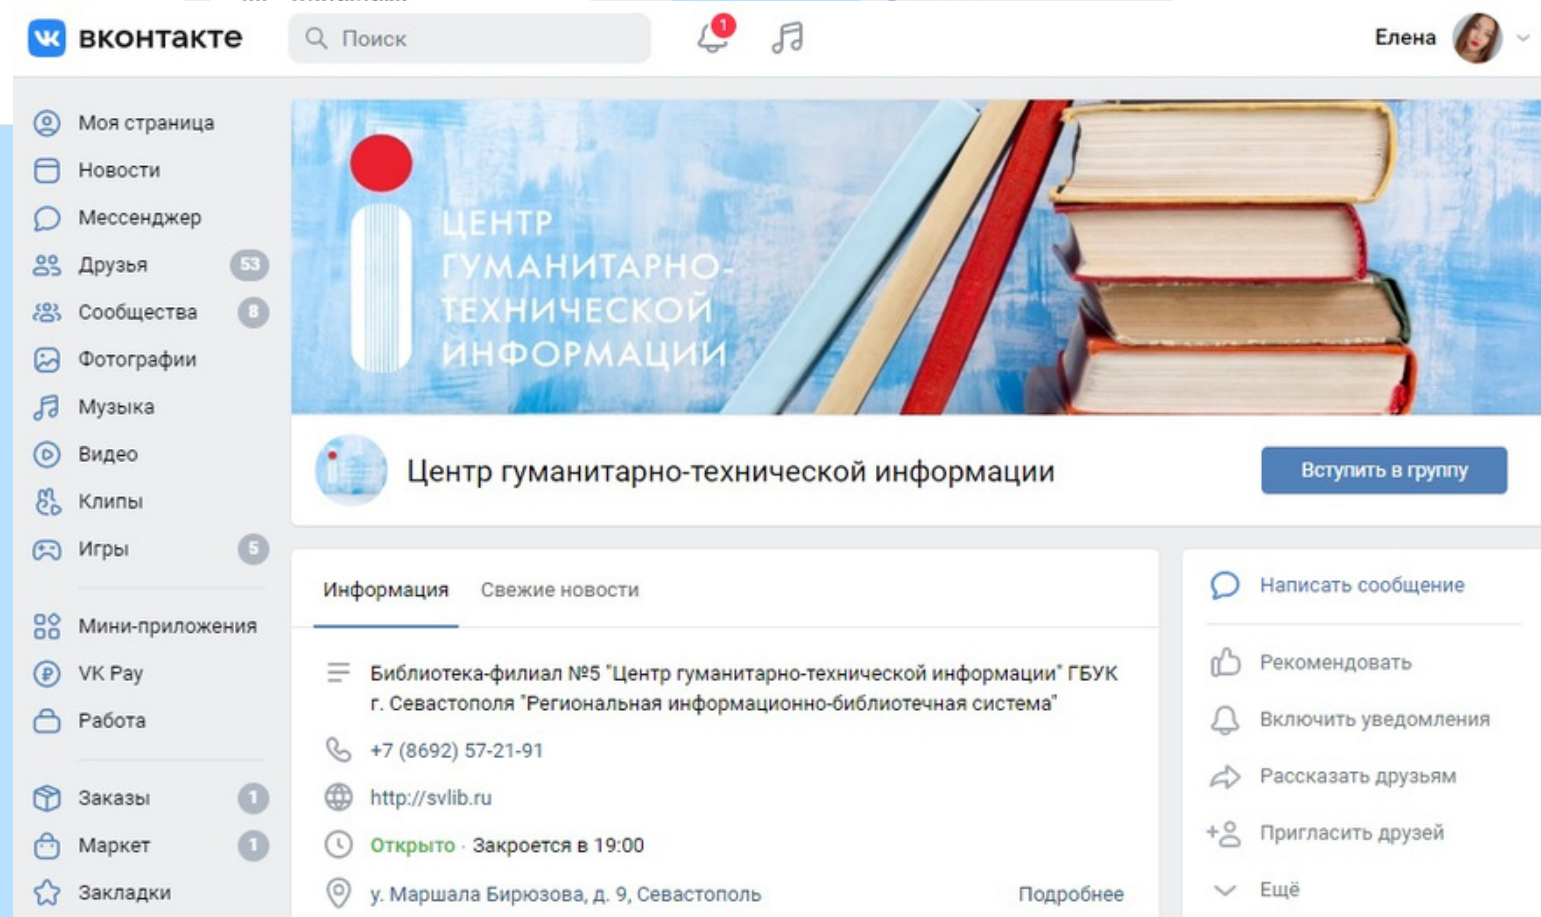 вконтакте
Поиск
1
Елена
Моя страница
Новости
Мессенджер
Друзья 53
Сообщества 8
Фотографии
Музыка
Видео
Клипы
Игры 5
Мини-приложения
VK Pay
Работа
Заказы 1
Маркет 1
Закладки
ЦЕНТР
ГУМАНИТАРНО-
ТЕХНИЧЕСКОЙ
ИНФОРМАЦИИ
Центр гуманитарно-технической информации
Вступить в группу
Информация Свежие новости
Библиотека-филиал №5 "Центр гуманитарно-технической информации" ГБУК
г. Севастополя "Региональная информационно-библиотечная система"
+7 (8692) 57-21-91
http://svlib.ru
Открыто · Закроется в 19:00
у. Маршала Бирюзова, д. 9, Севастополь
Подробнее
Написать сообщение
Рекомендовать
Включить уведомления
Рассказать друзьям
Пригласить друзей
Ещё